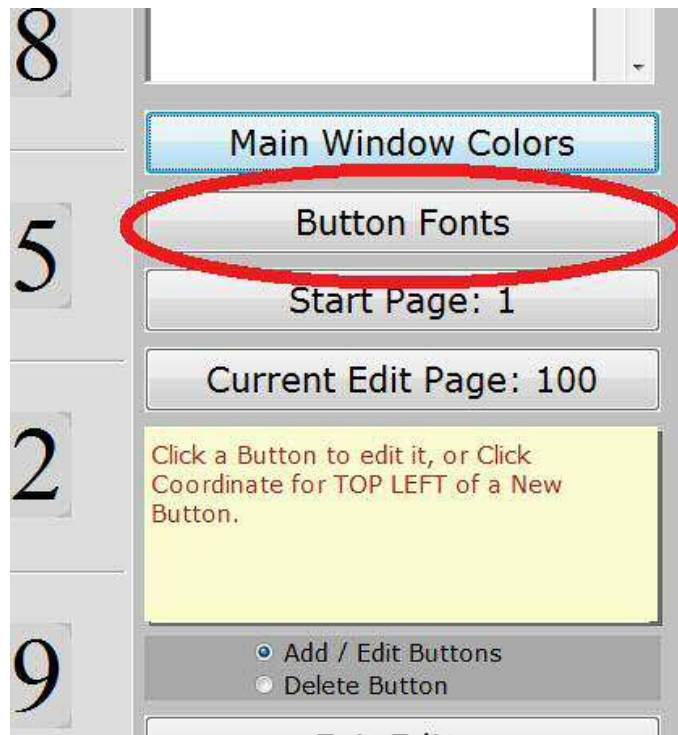 8
Main Window Colors
5
Button Fonts
Start Page: 1
Current Edit Page: 100
2
Click a Button to edit it, or Click
Coordinate for TOP LEFT of a New
Button.
9
Add / Edit Buttons
Delete Button